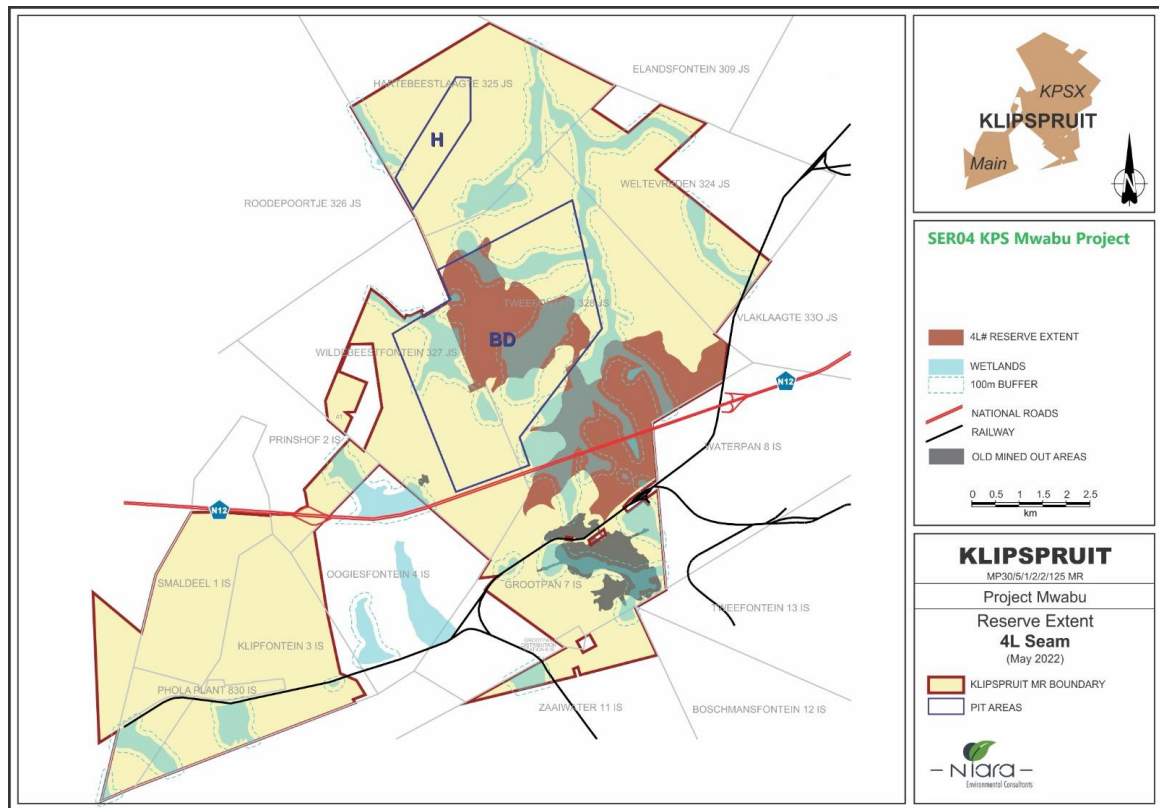 ELANDSFONTEIN 309 JS
HARTEBEESTLAAGTE 325 JS
H
WELTEVREDEN 324 JS
ROODEPOORTJE 326 JS
328 JS
VLAKLAAGTE 330 JS
BD
WILDEBEESTFONTEIN 327 JS
N12
PRINSHOF 2 IS
WATERPAN 8 IS
N12
OOGIESFONTEIN 4 IS
SMALDEEL 1 IS
GROOTPAN 7 IS
TWEEFONTEIN 13 IS
KLIPFONTEIN 3 IS
PHOLA PLANT 830 IS
ZAAIWATER 11 IS
BOSCHMANSFONTEIN 12 IS
KPSX
KLIPSPRUIT
Main
N
SER04 KPS Mwabu Project
4L# RESERVE EXTENT
WETLANDS
100m BUFFER
NATIONAL ROADS
RAILWAY
OLD MINED OUT AREAS
0 0.5 1 1.5 2 2.5
km
KLIPSPRUIT
MP30/5/1/2/2/125 MR
Project Mwabu
Reserve Extent
4L Seam
(May 2022)
KLIPSPRUIT MR BOUNDARY
PIT AREAS
Niara
Environmental Consultants